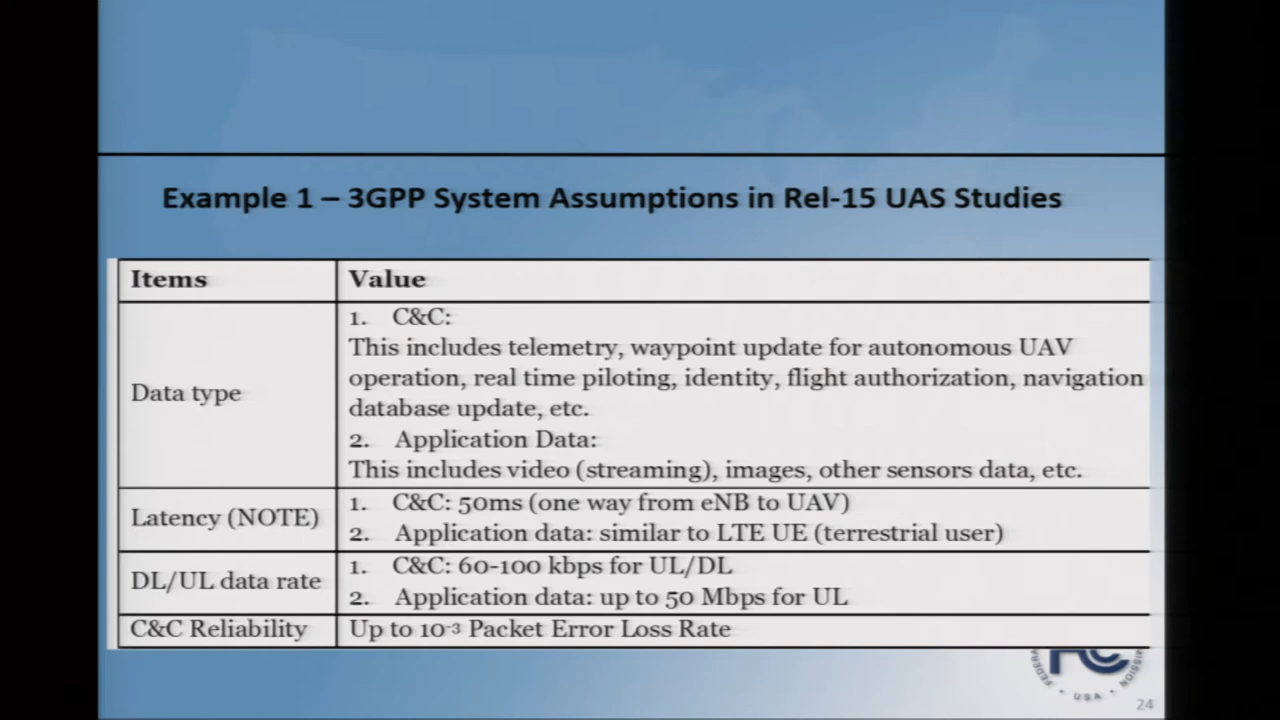 Example 1 – 3GPP System Assumptions in Rel-15 UAS Studies
Items
Value
Data type
1. C&C:
This includes telemetry, waypoint update for autonomous UAV
operation, real time piloting, identity, flight authorization, navigation
database update, etc.
2. Application Data:
This includes video (streaming), images, other sensors data, etc.
Latency (NOTE)
1. C&C: 50ms (one way from eNB to UAV)
2. Application data: similar to LTE UE (terrestrial user)
DL/UL data rate
1. C&C: 60-100 kbps for UL/DL
2. Application data: up to 50 Mbps for UL
C&C Reliability
Up to 10-3 Packet Error Loss Rate
USA
24